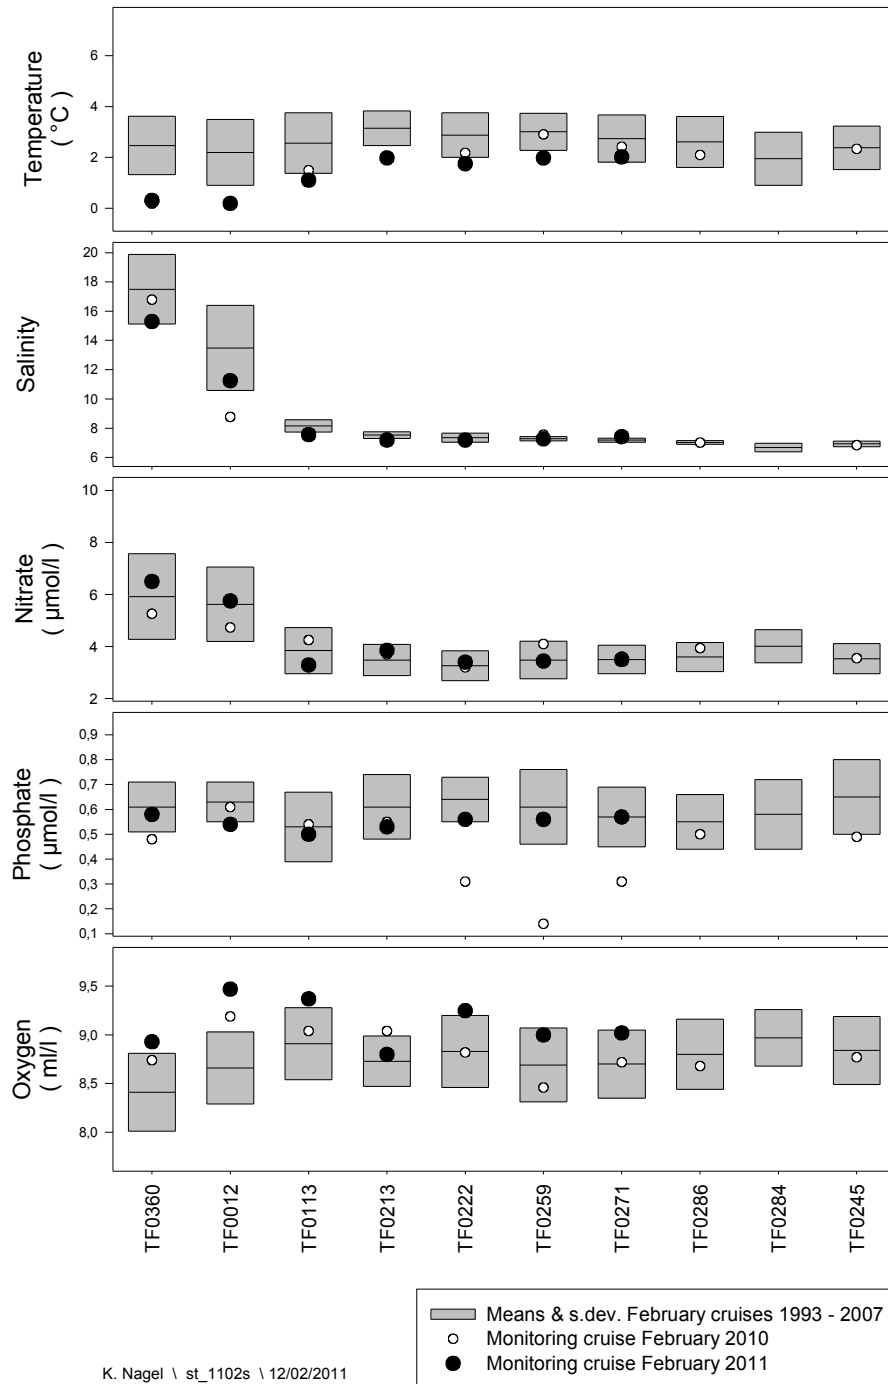 Temperature
( °C )
6
4
2
0
Salinity
20
18
16
14
12
10
8
6
Nitrate
( µmol/l )
10
8
6
4
2
Phosphate
( µmol/l )
0,9
0,8
0,7
0,6
0,5
0,4
0,3
0,2
0,1
Oxygen
( ml/l )
9,5
9,0
8,5
8,0
TF0360
TF0012
TF0113
TF0213
TF0222
TF0259
TF0271
TF0286
TF0284
TF0245
Means & s.dev. February cruises 1993 - 2007
Monitoring cruise February 2010
Monitoring cruise February 2011
K. Nagel \ st_1102s \ 12/02/2011